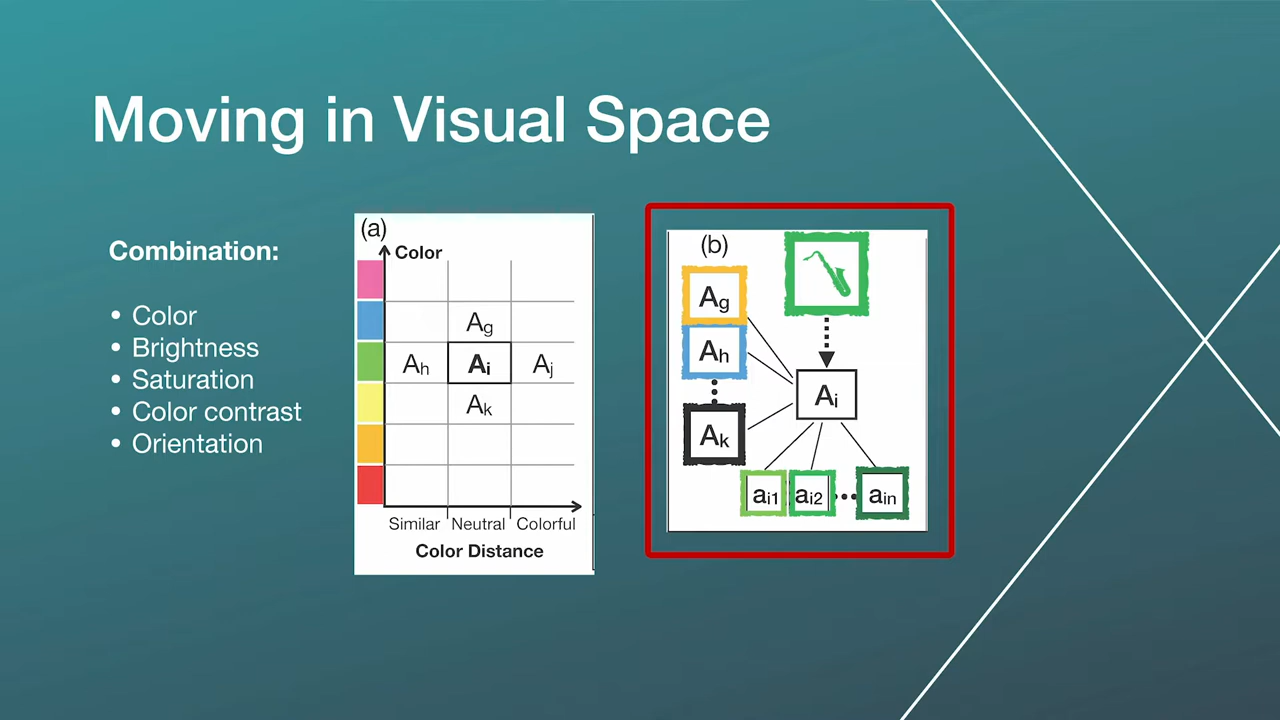 Moving in Visual Space
Combination:
• Color
• Brightness
• Saturation
• Color contrast
• Orientation
(a)
Color
Ag
Ah Ai Aj
Ak
Similar Neutral Colorful
Color Distance
(b)
Ag
Ah
Ak
Ai
ai1 ai2 ain